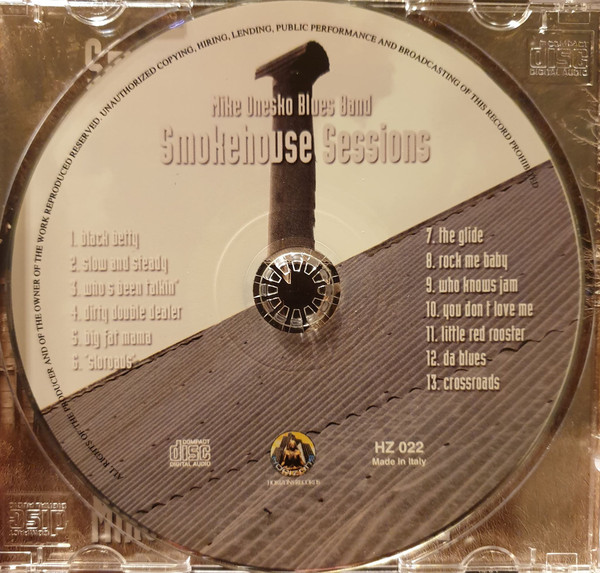 ALL RIGHTS OF THE PRODUCER AND OF THE OWNER OF THE WORK REPRODUCED RESERVED. UNAUTHORIZED COPYING, HIRING, LENDING, PUBLIC PERFORMANCE AND BROADCASTING OF THIS RECORD PROHIBITED
COMPACT
disc
DIGITAL AUDIO
Mike Onesko Blues Band
Smokehouse Sessions
1. black betty
2. slow and steady
3. who s been talkin'
4. dirty double dealer
5. big fat mama
6. 'sloroads'
7. the glide
8. rock me baby
9. who knows jam
10. you don t love me
11. little red rooster
12. da blues
13. crossroads
COMPACT
disc
DIGITAL AUDIO
HZ 022
Made in Italy